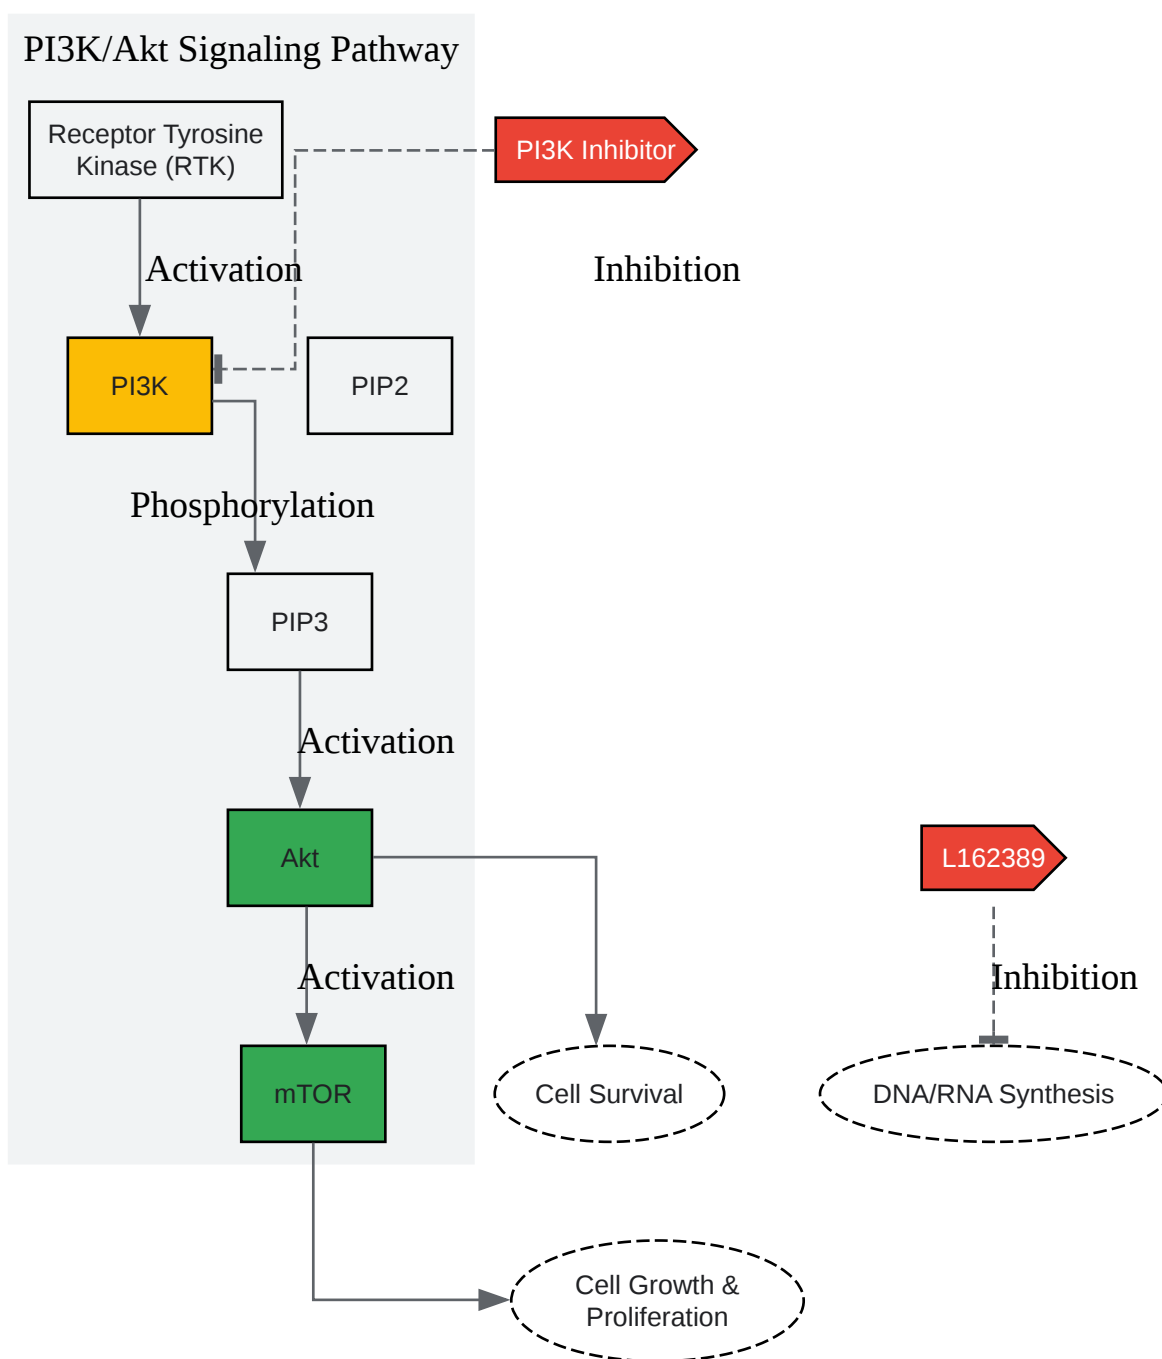 PI3K/Akt Signaling Pathway
Receptor Tyrosine
Kinase (RTK)
PI3K Inhibitor
Activation
Inhibition
PI3K
PIP2
Phosphorylation
PIP3
Activation
Akt
L162389
Activation
Inhibition
mTOR
Cell Survival
DNA/RNA Synthesis
Cell Growth &
Proliferation